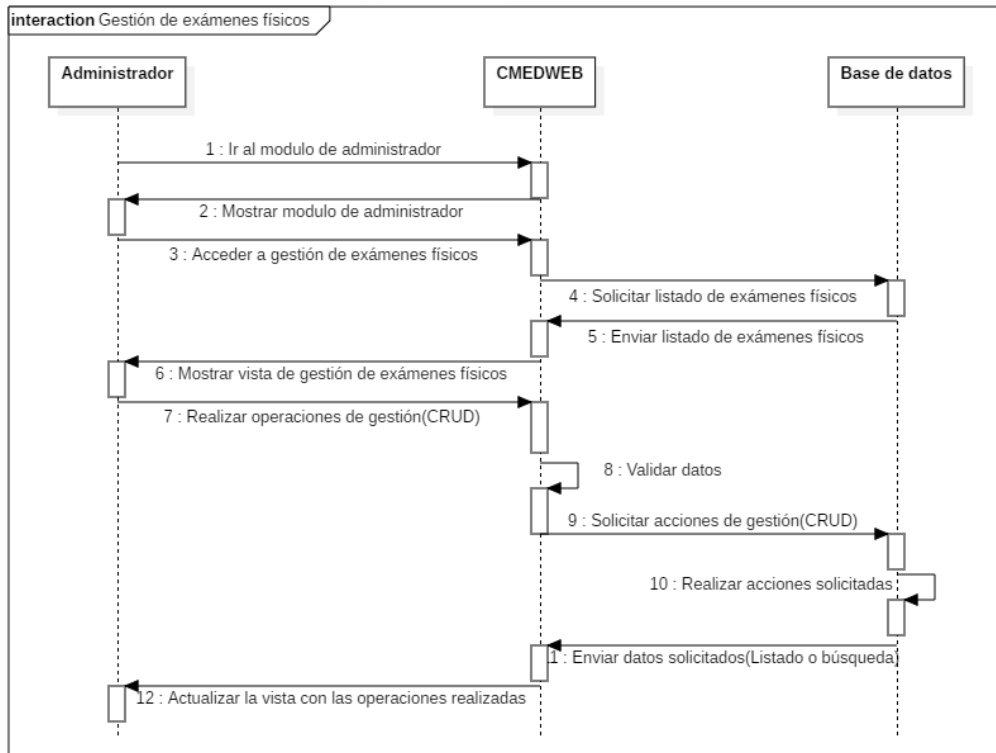 interaction Gestión de exámenes físicos
Administrador
CMEDWEB
Base de datos
1 : Ir al modulo de administrador
2 : Mostrar modulo de administrador
3 : Acceder a gestión de exámenes físicos
4 : Solicitar listado de exámenes físicos
5 : Enviar listado de exámenes físicos
6 : Mostrar vista de gestión de exámenes físicos
7 : Realizar operaciones de gestión(CRUD)
8 : Validar datos
9 : Solicitar acciones de gestión(CRUD)
10 : Realizar acciones solicitadas
11 : Enviar datos solicitados(Listado o búsqueda)
12 : Actualizar la vista con las operaciones realizadas